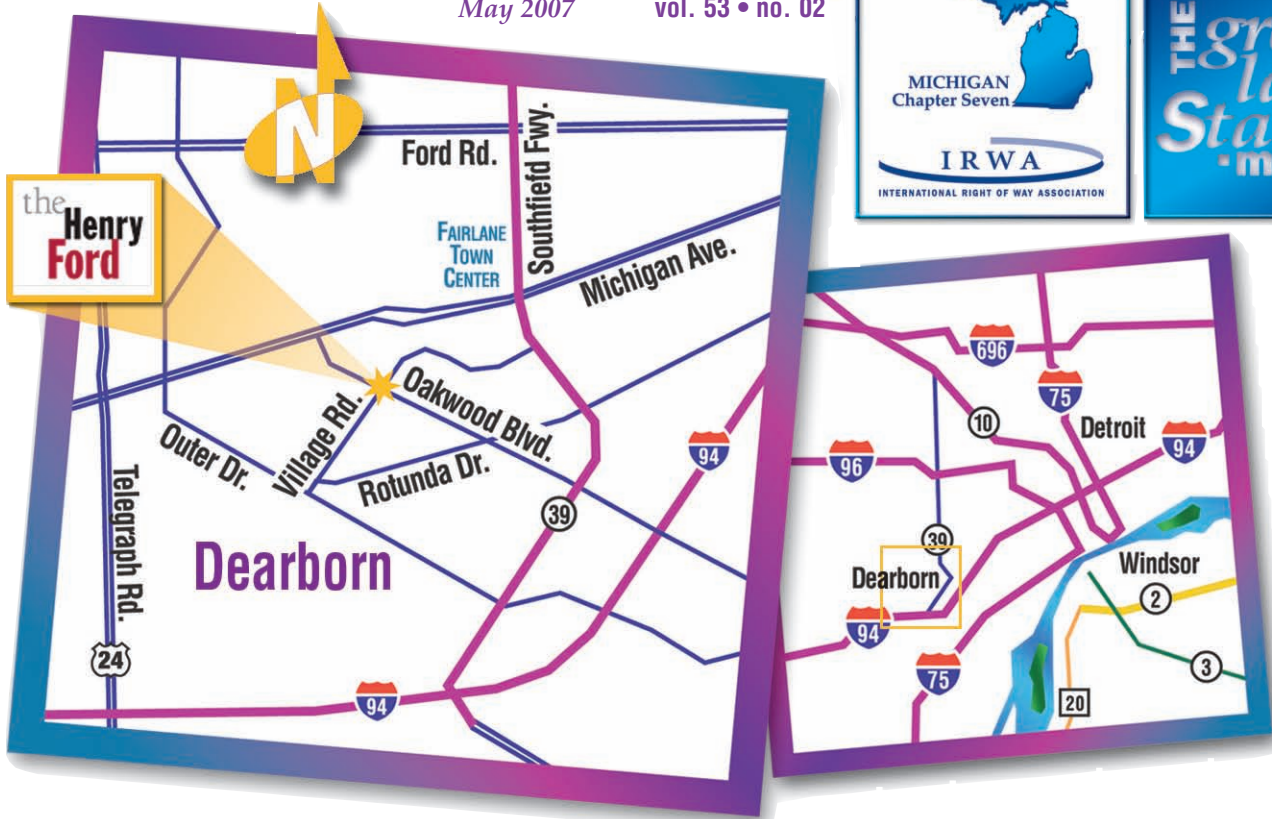 May 2007 vol. 53 • no. 02
MICHIGAN
Chapter Seven
IRWA
INTERNATIONAL RIGHT OF WAY ASSOCIATION
THE
N
the
Henry
Ford
Ford Rd.
Southfiefd Fwy.
FAIRLANE
TOWN
CENTER
Michigan Ave.
Oakwood Blvd.
Village Rd.
Outer Dr.
Rotunda Dr.
Telegraph Rd.
94
39
Dearborn
24
94
696
75
10
Detroit
94
96
39
Windsor
Dearborn
2
94
75
3
20